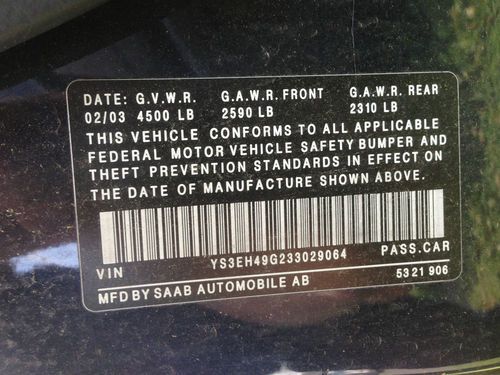 DATE: G.V.W.R. G.A.W.R. FRONT G.A.W.R. REAR
02/03 4500 LB 2590 LB 2310 LB
THIS VEHICLE CONFORMS TO ALL APPLICABLE
FEDERAL MOTOR VEHICLE SAFETY BUMPER AND
THEFT PREVENTION STANDARDS IN EFFECT ON
THE DATE OF MANUFACTURE SHOWN ABOVE.
VIN YS3EH49G233029064 PASS.CAR
MFD BY SAAB AUTOMOBILE AB 5321 906